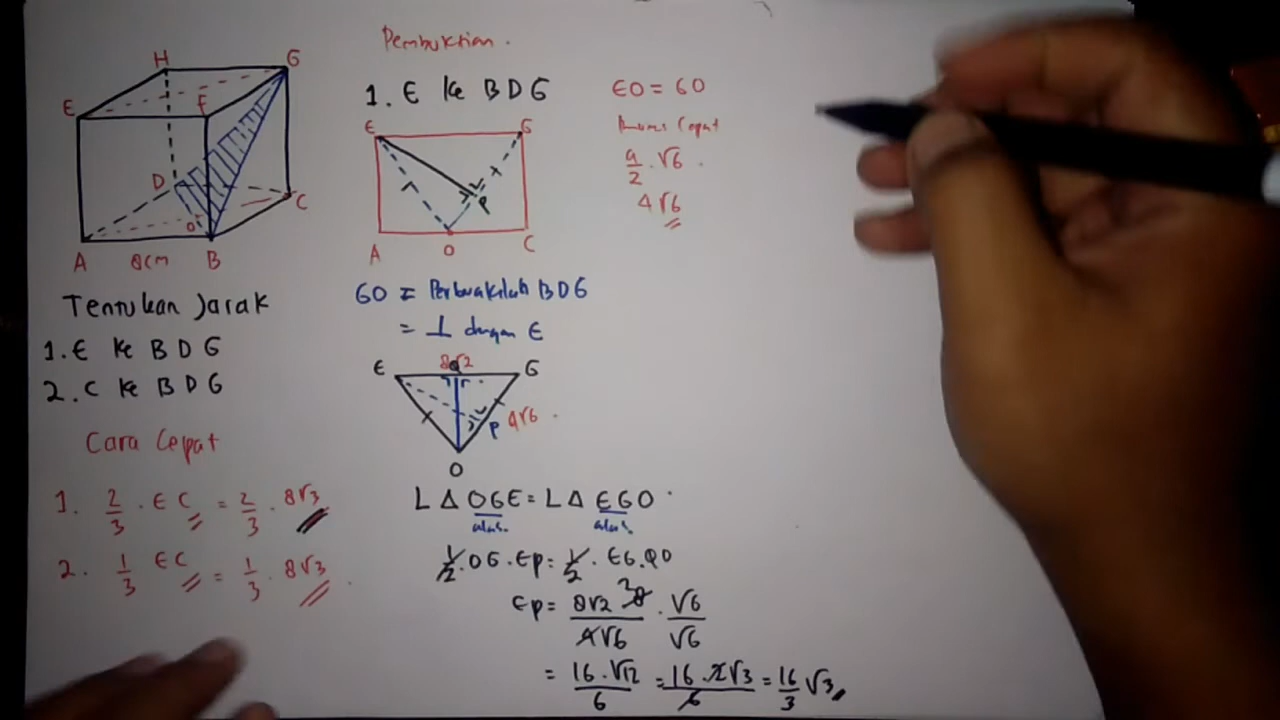 H G
E F
D C
O
A 8cm B
Tentukan Jarak
1. E ke BDG
2. C ke BDG
Cara Cepat
1. 2/3 . EC = 2/3 . 8√3
2. 1/3 EC = 1/3 . 8√3
Pembuktian.
1. E ke BDG
E G
P
A O C
GO = Perwakilan BDG
= ⊥ dengan E
E 8√2 G
Q
P 4√6
O
L Δ OGE = L Δ EGO
alas. alas.
1/2 . OG . EP = 1/2 . EG . QO
EP = 8√2 . 8 / 4√6 . √6/√6
= 16 . √12 / 6 = 16 . 2√3 / 6 = 16/3 √3
EO = GO
Rumus Cepat
a/2 . √6
4√6